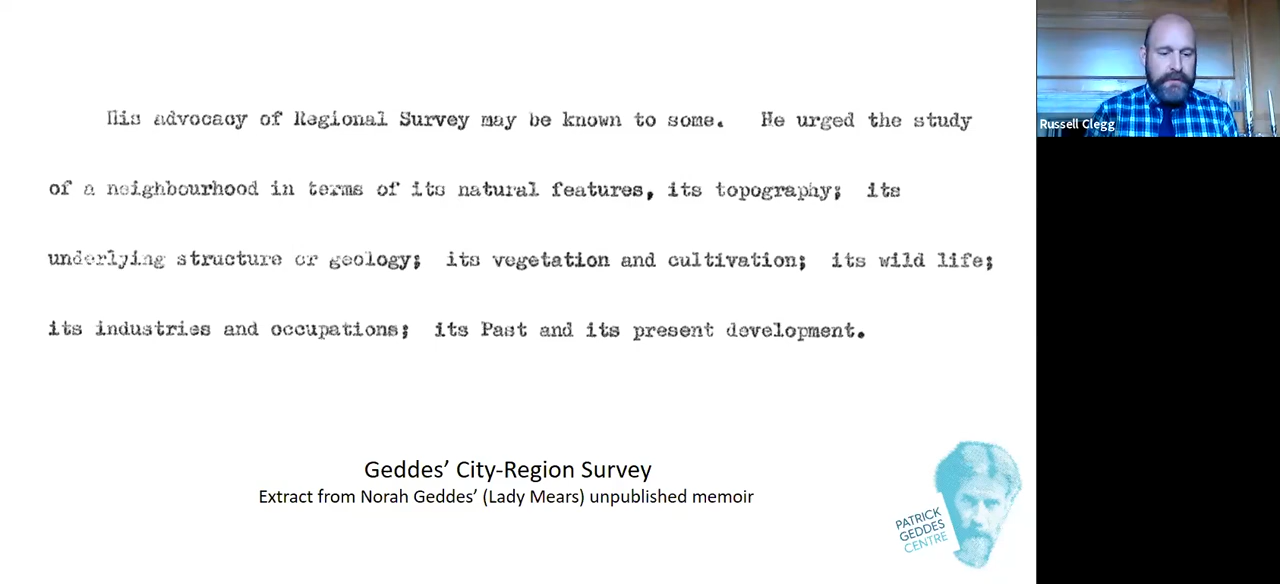 His advocacy of Regional Survey may be known to some. He urged the study
of a neighbourhood in terms of its natural features, its topography; its
underlying structure or geology; its vegetation and cultivation; its wild life;
its industries and occupations; its Past and its present development.
Geddes' City-Region Survey
Extract from Norah Geddes' (Lady Mears) unpublished memoir
PATRICK
GEDDES
CENTRE
Russell Clegg